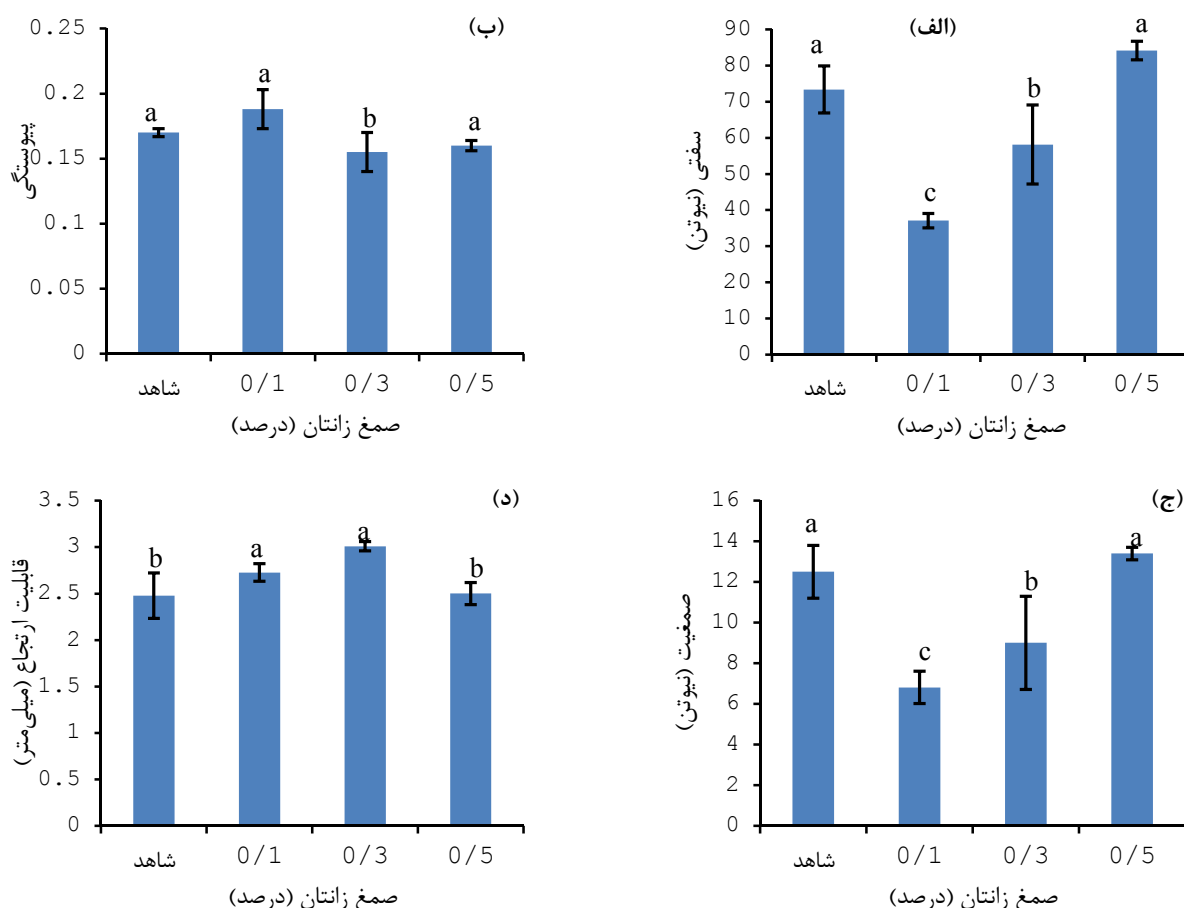 (الف)
سفتی (نیوتن)
90
80
70
60
50
40
30
20
10
0
a
c
b
a
شاهد
0/1
0/3
0/5
صمغ زانتان (درصد)
(ب)
پیوستگی
0.25
0.2
0.15
0.1
0.05
0
a
a
b
a
شاهد
0/1
0/3
0/5
صمغ زانتان (درصد)
(ج)
صمغیت (نیوتن)
16
14
12
10
8
6
4
2
0
a
c
b
a
شاهد
0/1
0/3
0/5
صمغ زانتان (درصد)
(د)
قابلیت ارتجاع (میلی‌متر)
3.5
3
2.5
2
1.5
1
0.5
0
b
a
a
b
شاهد
0/1
0/3
0/5
صمغ زانتان (درصد)